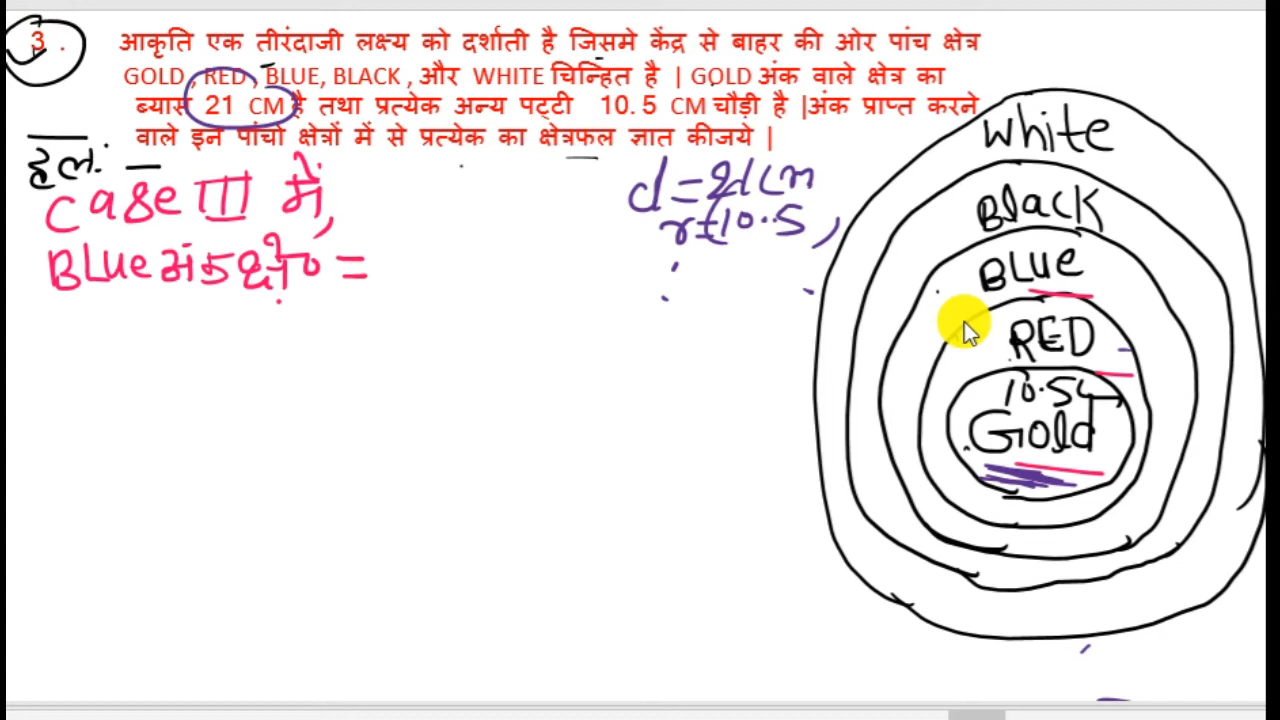 3 . आकृति एक तीरंदाजी लक्ष्य को दर्शाती है जिसमे केंद्र से बाहर की ओर पांच क्षेत्र
GOLD , RED , BLUE, BLACK , और WHITE चिन्हित है | GOLD अंक वाले क्षेत्र का
ब्यास 21 CM है तथा प्रत्येक अन्य पट्टी 10.5 CM चौड़ी है |अंक प्राप्त करने
वाले इन पांचो क्षेत्रों में से प्रत्येक का क्षेत्रफल ज्ञात कीजये |
हल:
Case III में,
BLue का क्षे० =
d = 21 cm
r = 10.5
White
Black
BLUE
RED
10.5
Gold